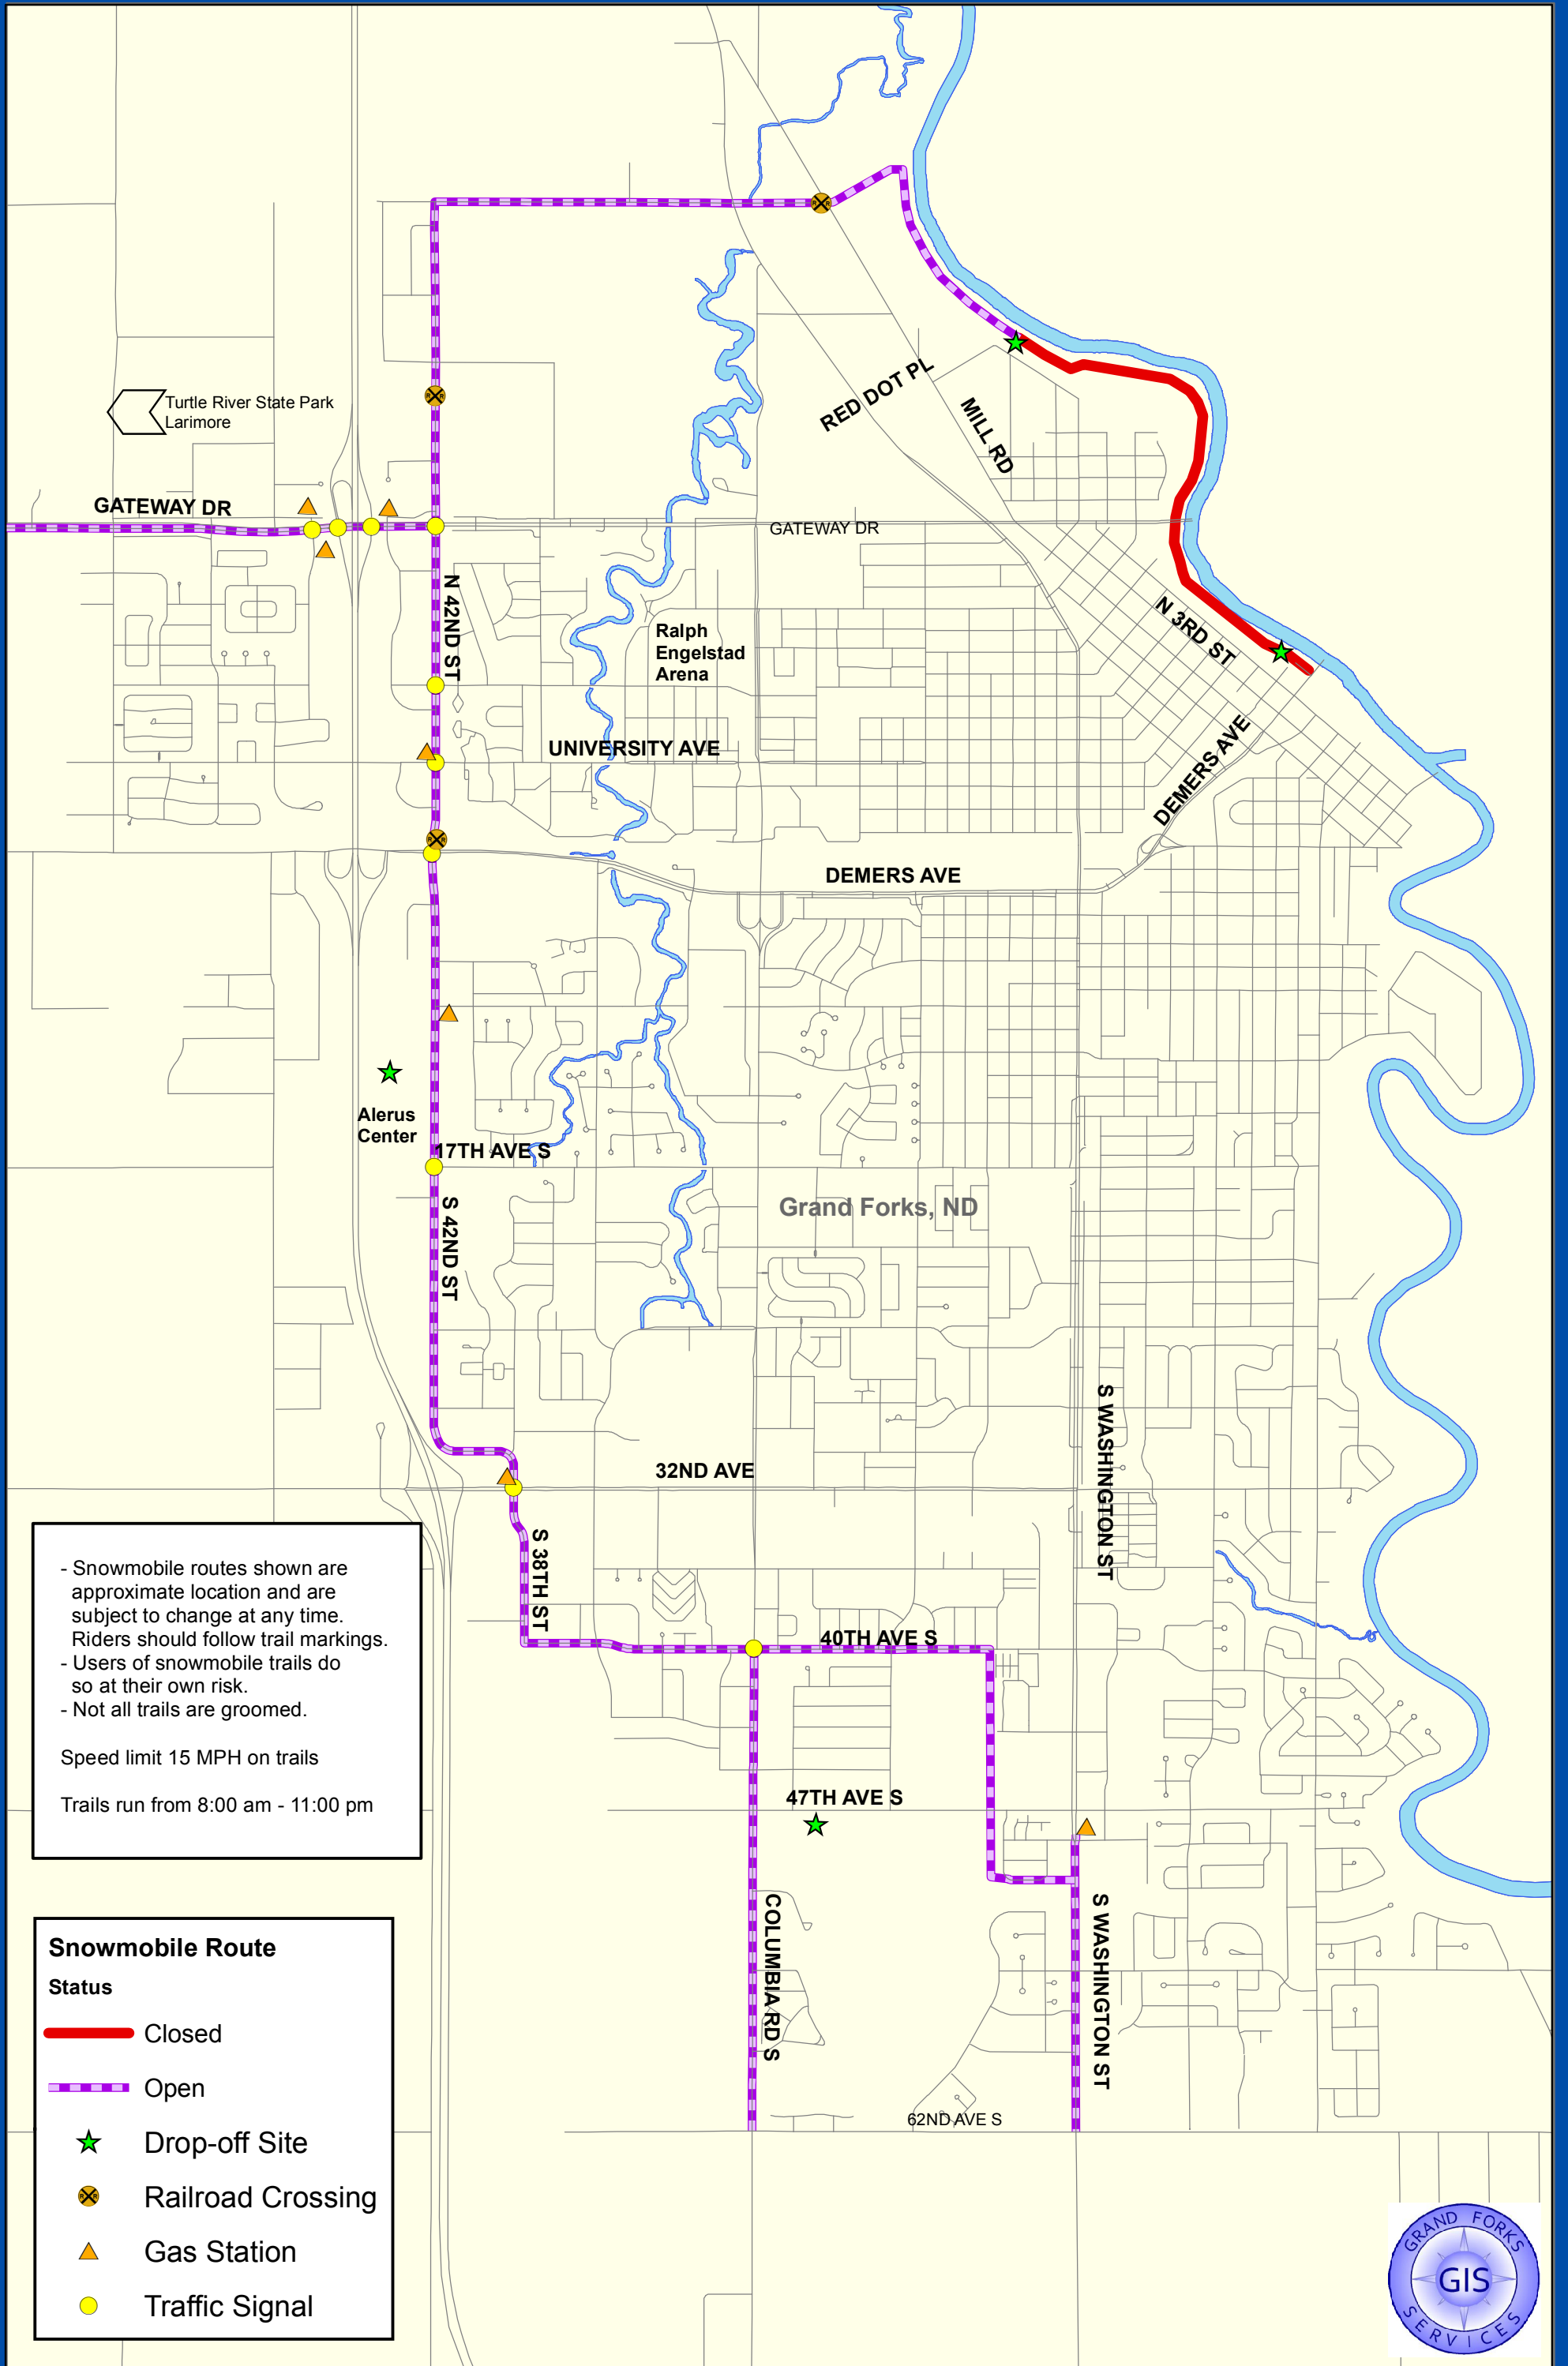 RED DOT PL
MILL RD
Turtle River State Park
Larimore
GATEWAY DR
GATEWAY DR
N 42ND ST
Ralph
Engelstad
Arena
N 3RD ST
UNIVERSITY AVE
DEMERS AVE
DEMERS AVE
Alerus
Center
17TH AVE S
S 42ND ST
Grand Forks, ND
S WASHINGTON ST
32ND AVE
S 38TH ST
40TH AVE S
47TH AVE S
COLUMBIA RD S
S WASHINGTON ST
62ND AVE S
- Snowmobile routes shown are
approximate location and are
subject to change at any time.
Riders should follow trail markings.
- Users of snowmobile trails do
so at their own risk.
- Not all trails are groomed.
Speed limit 15 MPH on trails
Trails run from 8:00 am - 11:00 pm
Snowmobile Route
Status
Closed
Open
Drop-off Site
Railroad Crossing
Gas Station
Traffic Signal
GRAND FORKS
GIS
SERVICES